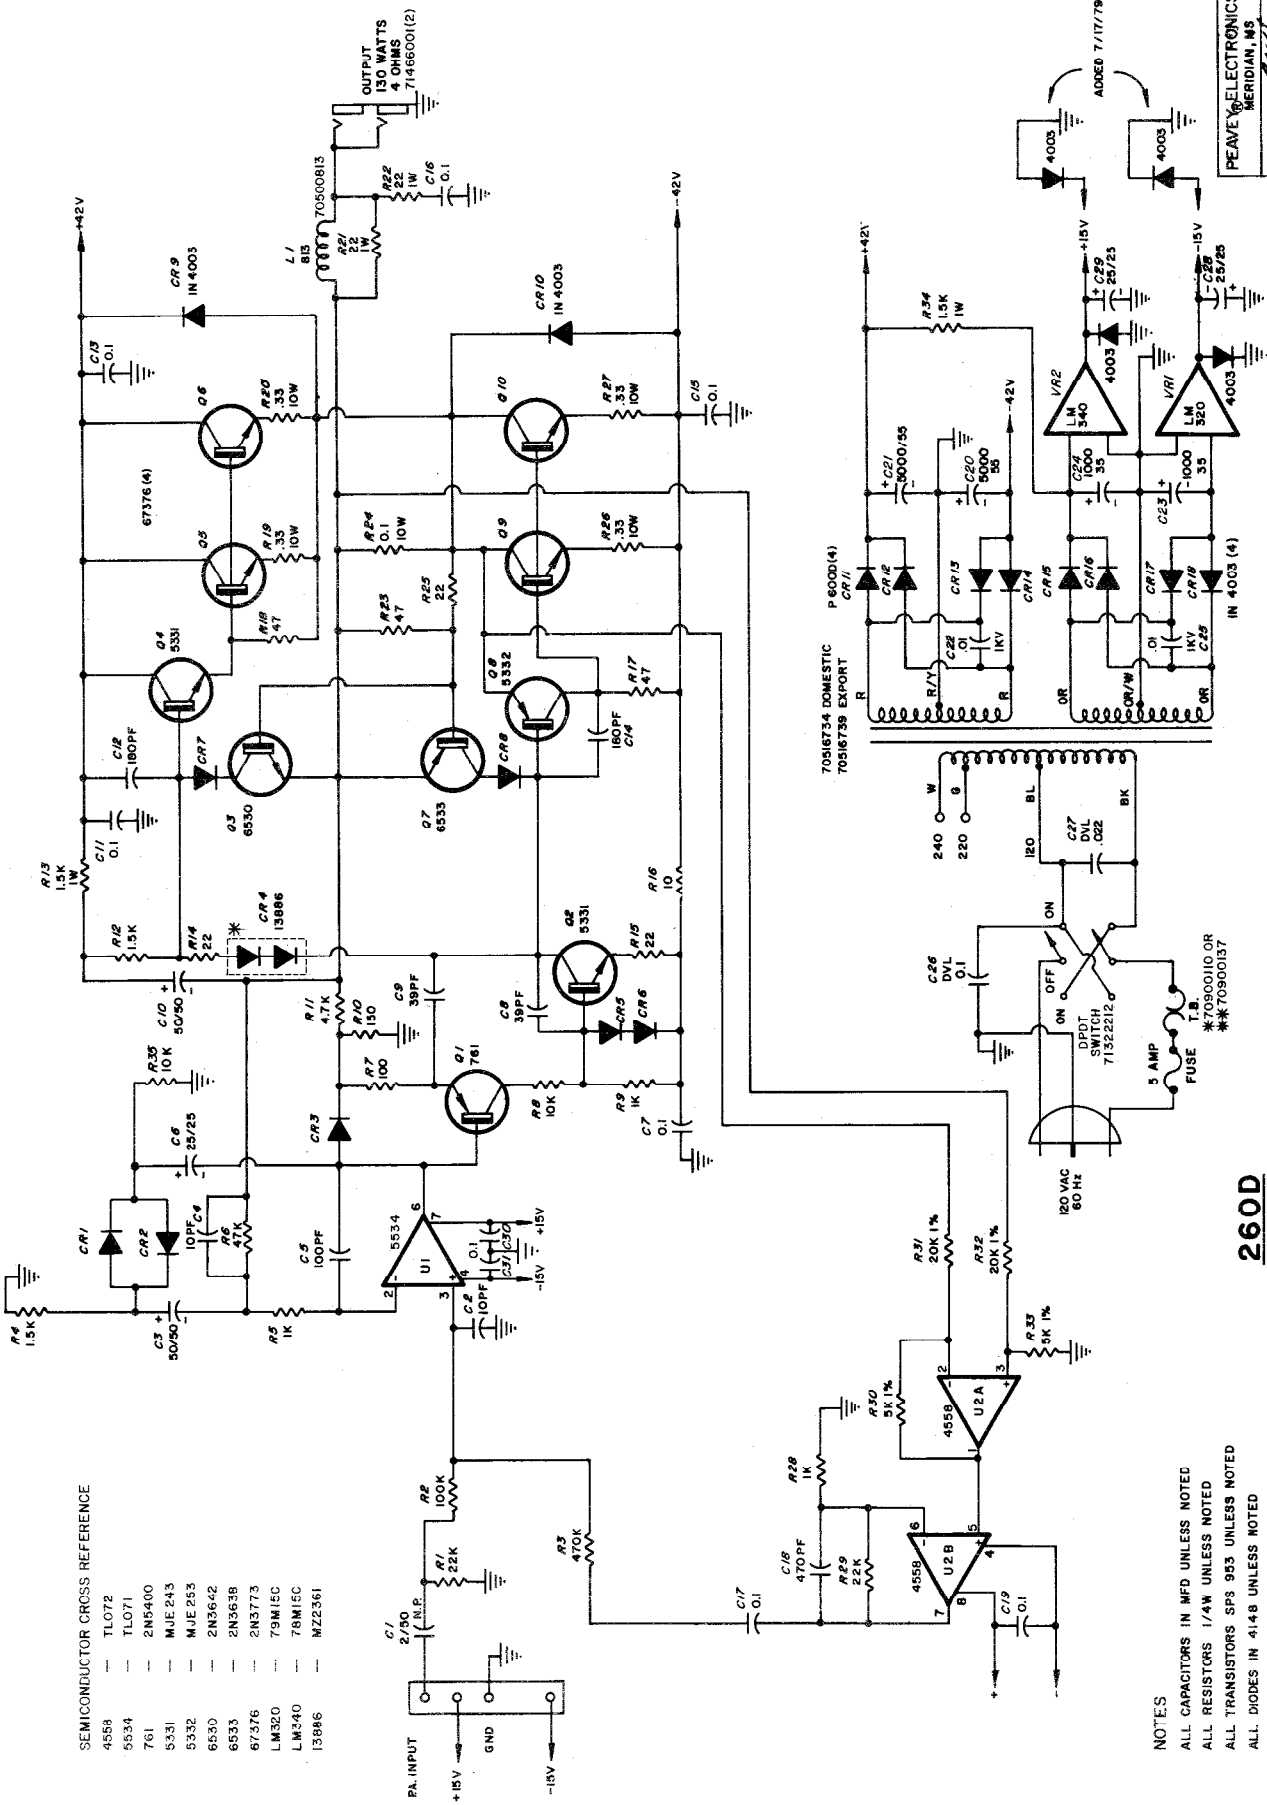 OUTPUT
130 WATTS
4 OHMS
71466001(2)
+42V
CR9
IN 4003
C13
0.1
Q6
67376 (4)
R20
.33
10W
Q5
R19
.33
10W
Q4
5331
R18
47
C12
180PF
CR7
C11
0.1
R13
1.5K
1W
R12
1.5K
R14
22
*
CR4
13886
Q3
6530
L1
813
70500813
R21
22
1W
R22
22
1W
C16
0.1
-42V
CR10
IN 4003
Q10
R27
.33
10W
C15
0.1
R24
0.1
10W
Q9
R26
.33
10W
R25
22
R23
47
Q8
5332
R17
47
180PF
C14
CR8
Q7
6533
R16
10
Q2
5331
R15
22
C9
39PF
C8
39PF
CR5
CR6
C10
50/50
+
-
R11
4.7K
R10
150
R7
100
Q1
761
R8
10K
R9
1K
C7
0.1
R35
10K
C6
25/25
+
-
CR3
CR1
CR2
10PF
C4
R6
47K
C5
100PF
R4
1.5K
C3
50/50
+
-
R5
1K
5534
U1
2
3
4
6
7
-
+
0.1
C30
C31
+15V
-15V
C2
10PF
SEMICONDUCTOR CROSS REFERENCE
4558 — TL072
5534 — TL071
761 — 2N5400
5331 — MJE243
5332 — MJE253
6530 — 2N3642
6533 — 2N3638
67376 — 2N3773
LM320 — 79M15C
LM340 — 78M15C
13886 — MZ2361
PA. INPUT
+15V
GND
-15V
C1
2/50 N.P.
R1
22K
R2
100K
R3
470K
C17
0.1
C18
470PF
R29
22K
R28
1K
4558
U2B
6
5
7
8
4
-
+
C19
0.1
+
-
R30
5K 1%
4558
U2A
2
3
1
-
+
R31
20K 1%
R32
20K 1%
R33
5K 1%
70516734 DOMESTIC
70516739 EXPORT
P600D(4)
CR11
CR12
CR13
CR14
R
R/Y
R
C22
.01
1KV
+42V
+ C21
5000/55
-
+
C20
5000
55
-
-42V
R34
1.5K
1W
OR
OR/W
OR
CR15
CR16
CR17
CR18
.01
1KV
C25
IN 4003 (4)
C24
1000
35
+
-
C23
+
-1000
35
VR2
LM
340
VR1
LM
320
4003
4003
+15V
+ C29
25/25
-
-15V
- C28
25/25
+
4003
4003
ADDED 7/17/79
PEAVEY ® ELECTRONICS
MERIDIAN, MS
240
W
220
G
120
BL
BK
C27
DVL
.022
C26
DVL
0.1
ON
OFF
ON
DPDT
SWITCH
71322212
5 AMP
FUSE
T.B.
*70900110 OR
**70900137
120 VAC
60 Hz
260D
NOTES
ALL CAPACITORS IN MFD UNLESS NOTED
ALL RESISTORS 1/4W UNLESS NOTED
ALL TRANSISTORS SPS 953 UNLESS NOTED
ALL DIODES IN 4148 UNLESS NOTED